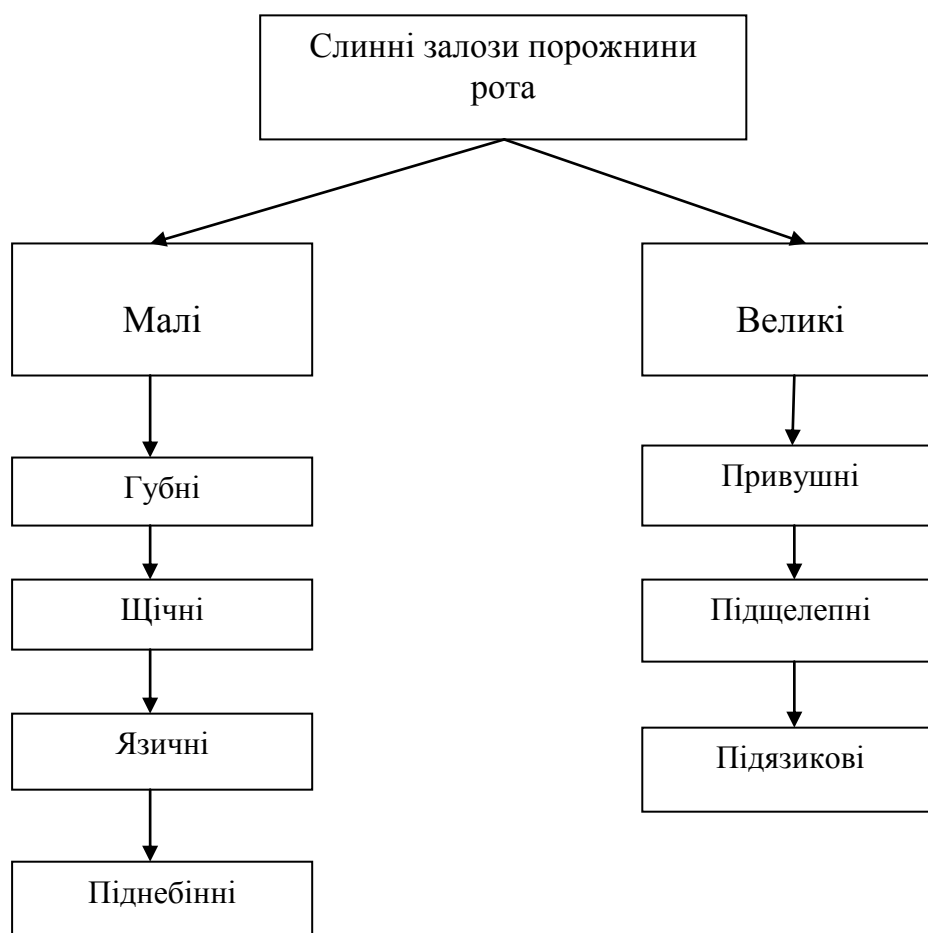 Слинні залози порожнини
рота
Малі
Великі
Губні
Привушні
Щічні
Підщелепні
Язичні
Підязикові
Піднебінні